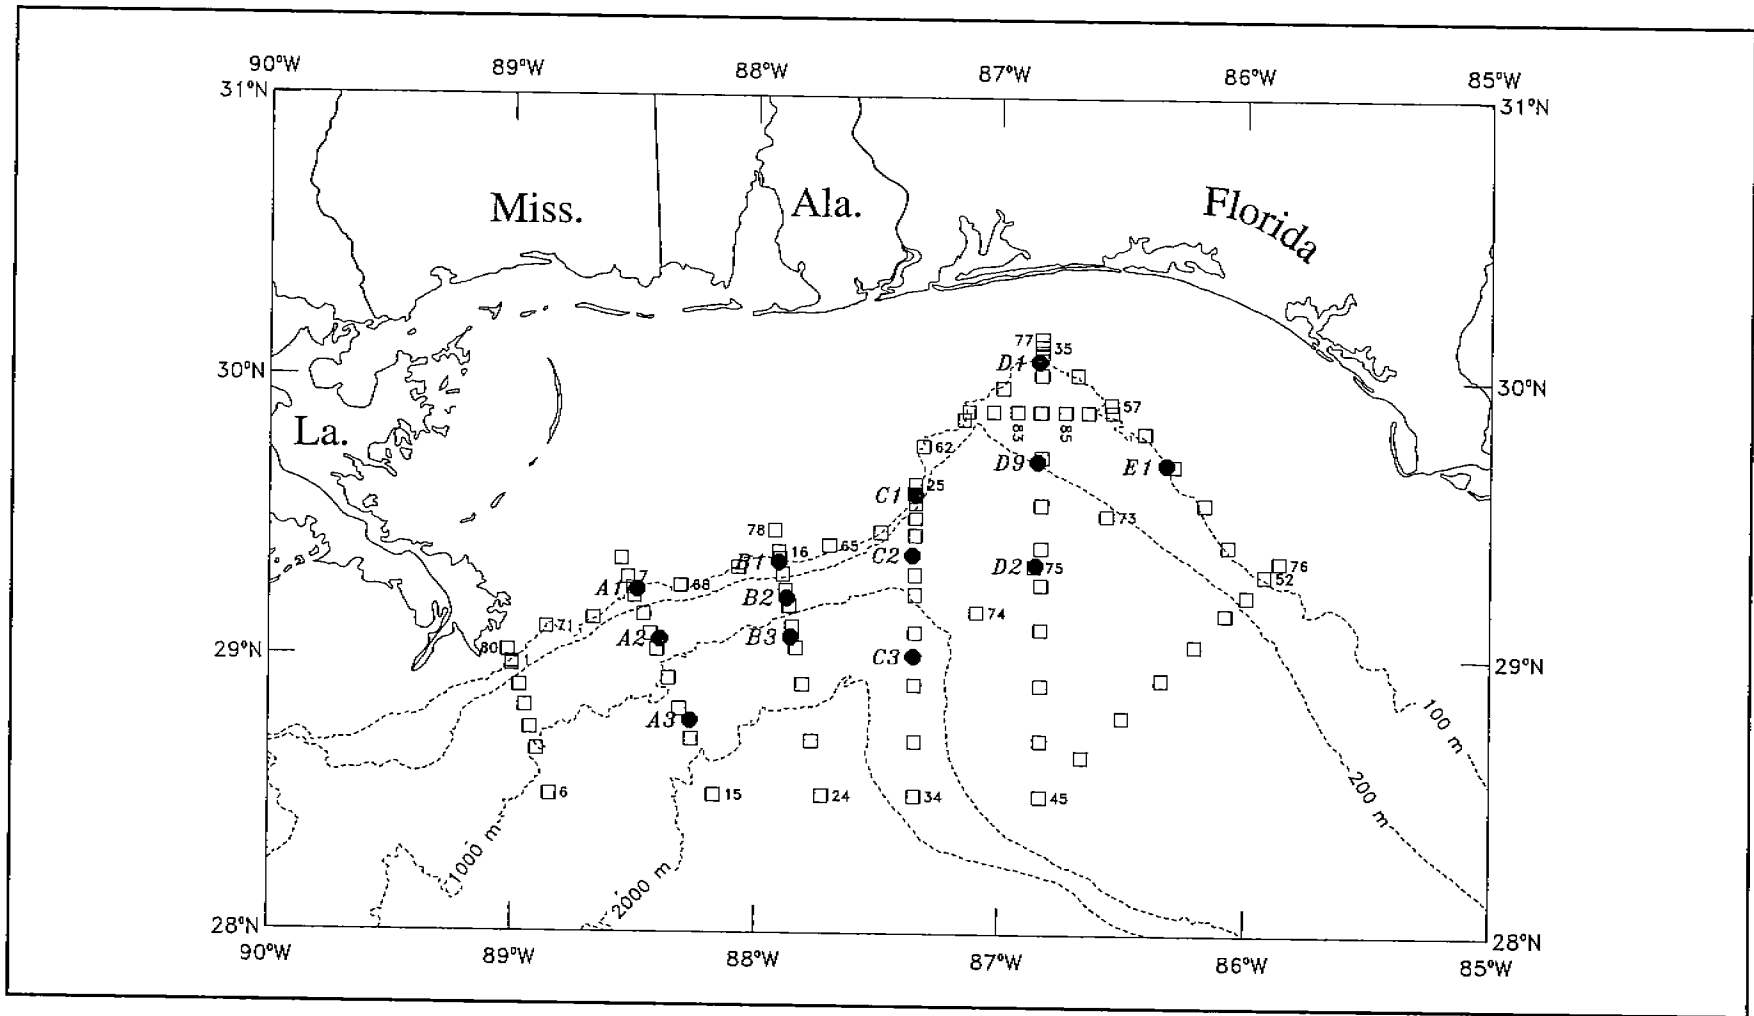 90°W 89°W 88°W 87°W 86°W 85°W
31°N 31°N
Miss. Ala. Florida
77
35
D1
30°N 30°N
57
La.
83 85
62
D9 E1
C1 25
78
65
B1 16 C2
A1 7 68 D2 75 76
52
73
B2
74
71
A2 B3
80
29°N 29°N
C3
A3
100 m
6 15 24 34 45
200 m
1000 m
2000 m
28°N 28°N
90°W 89°W 88°W 87°W 86°W 85°W